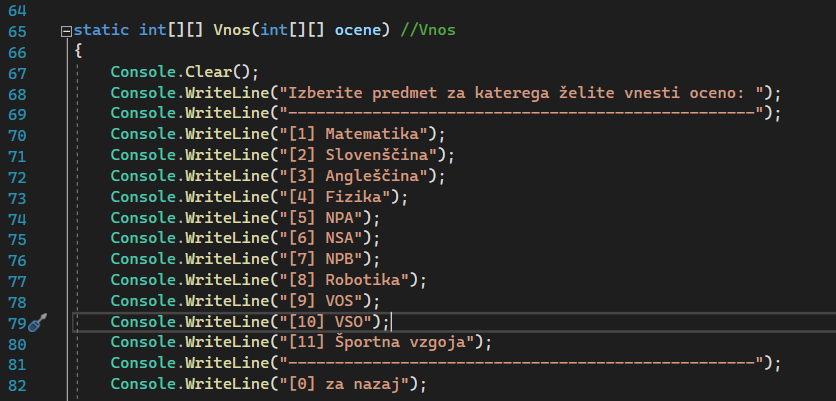 64
65 static int[][] Vnos(int[][] ocene) //Vnos
66 {
67 Console.Clear();
68 Console.WriteLine("Izberite predmet za katerega želite vnesti oceno: ");
69 Console.WriteLine("--------------------------------------------------");
70 Console.WriteLine("[1] Matematika");
71 Console.WriteLine("[2] Slovenščina");
72 Console.WriteLine("[3] Angleščina");
73 Console.WriteLine("[4] Fizika");
74 Console.WriteLine("[5] NPA");
75 Console.WriteLine("[6] NSA");
76 Console.WriteLine("[7] NPB");
77 Console.WriteLine("[8] Robotika");
78 Console.WriteLine("[9] VOS");
79 Console.WriteLine("[10] VSO");
80 Console.WriteLine("[11] Športna vzgoja");
81 Console.WriteLine("--------------------------------------------------");
82 Console.WriteLine("[0] za nazaj");